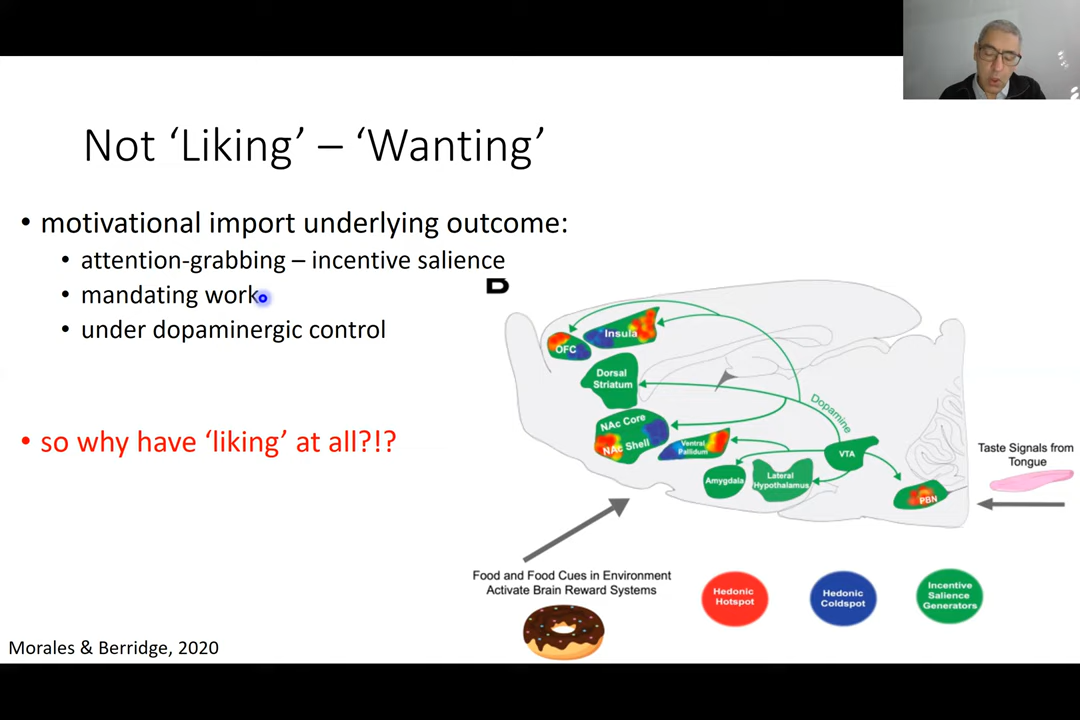 Not ‘Liking’ – ‘Wanting’
• motivational import underlying outcome:
• attention-grabbing – incentive salience
• mandating work
• under dopaminergic control
• so why have ‘liking’ at all?!?
B
OFC
Insula
Dorsal
Striatum
NAc Core
NAc Shell
Ventral
Pallidum
Amygdala
Lateral
Hypothalamus
Dopamine
VTA
PBN
Taste Signals from
Tongue
Food and Food Cues in Environment
Activate Brain Reward Systems
Hedonic
Hotspot
Hedonic
Coldspot
Incentive
Salience
Generators
Morales & Berridge, 2020